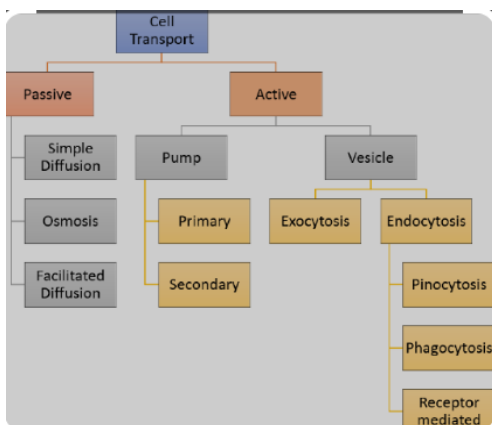 Cell
Transport
Passive
Active
Simple
Diffusion
Pump
Vesicle
Osmosis
Primary
Exocytosis
Endocytosis
Facilitated
Diffusion
Secondary
Pinocytosis
Phagocytosis
Receptor
mediated